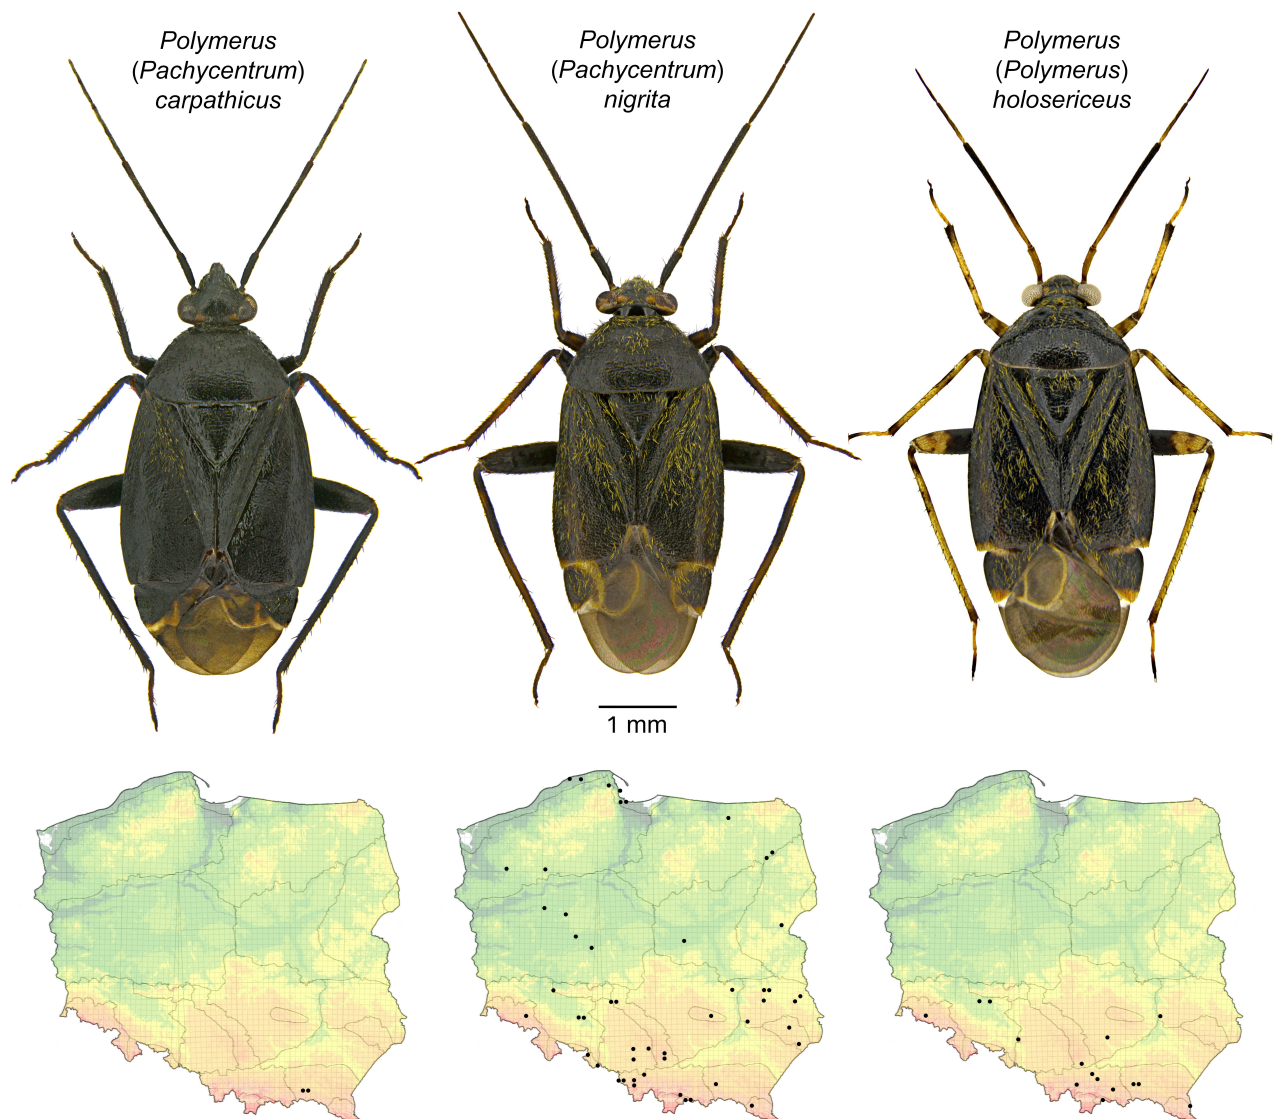 Polymerus
(Pachycentrum)
carpathicus
Polymerus
(Pachycentrum)
nigrita
Polymerus
(Polymerus)
holosericeus
1 mm